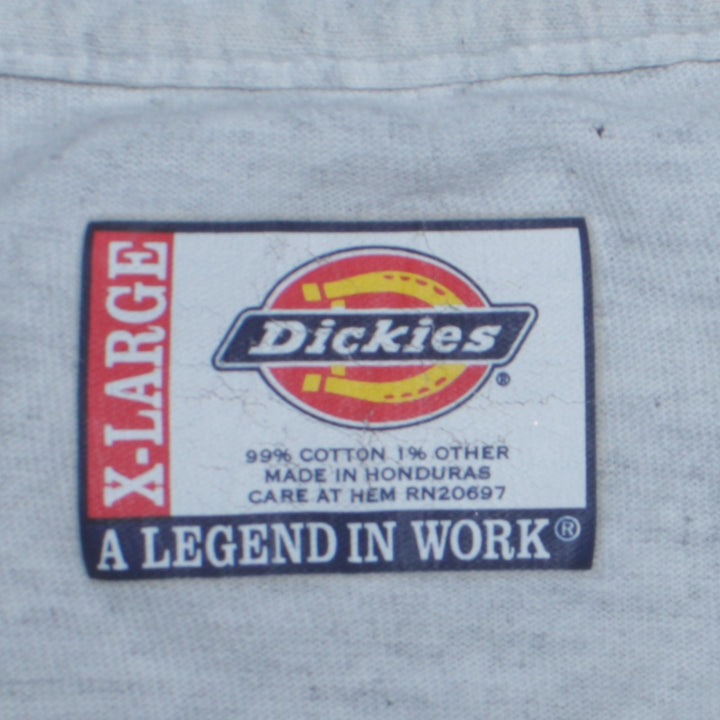 X-LARGE
Dickies®
99% COTTON 1% OTHER
MADE IN HONDURAS
CARE AT HEM RN20697
A LEGEND IN WORK®